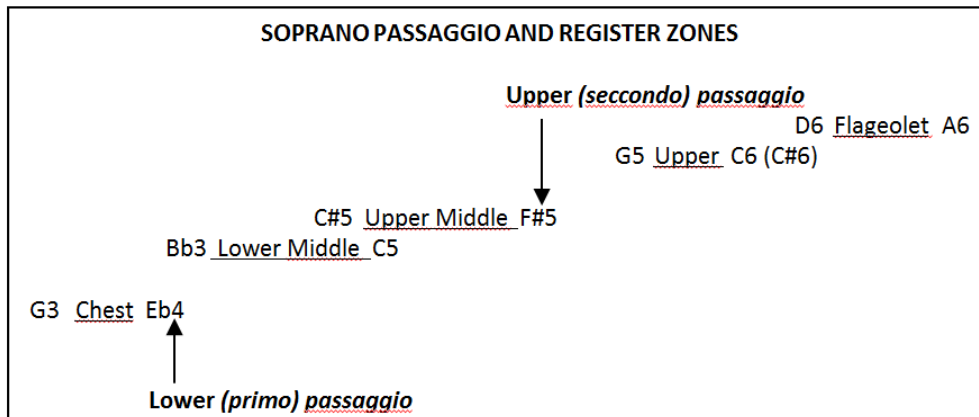 SOPRANO PASSAGGIO AND REGISTER ZONES
Upper (seccondo) passaggio
D6 Flageolet A6
G5 Upper C6 (C#6)
C#5 Upper Middle F#5
Bb3 Lower Middle C5
G3 Chest Eb4
Lower (primo) passaggio